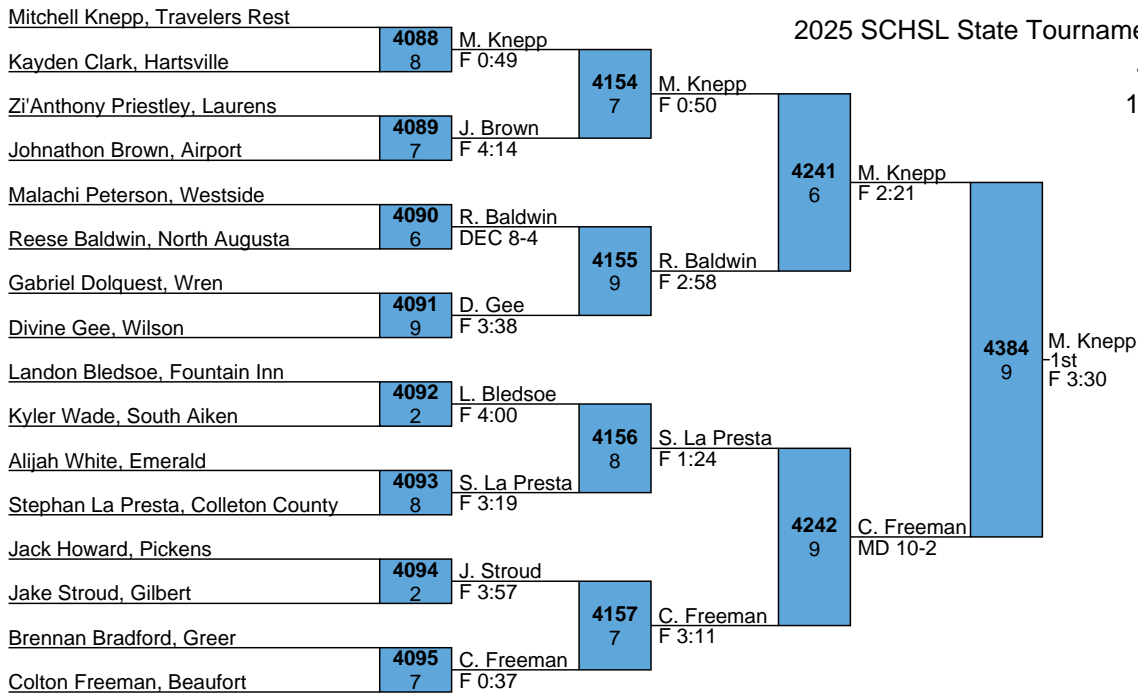 2025 SCHSL State Tourname
1
Mitchell Knepp, Travelers Rest
4088
8
Kayden Clark, Hartsville
M. Knepp
F 0:49
Zi'Anthony Priestley, Laurens
4089
7
Johnathon Brown, Airport
J. Brown
F 4:14
4154
7
M. Knepp
F 0:50
Malachi Peterson, Westside
4090
6
Reese Baldwin, North Augusta
R. Baldwin
DEC 8-4
Gabriel Dolquest, Wren
4091
9
Divine Gee, Wilson
D. Gee
F 3:38
4155
9
R. Baldwin
F 2:58
4241
6
M. Knepp
F 2:21
Landon Bledsoe, Fountain Inn
4092
2
Kyler Wade, South Aiken
L. Bledsoe
F 4:00
Alijah White, Emerald
4093
8
Stephan La Presta, Colleton County
S. La Presta
F 3:19
4156
8
S. La Presta
F 1:24
Jack Howard, Pickens
4094
2
Jake Stroud, Gilbert
J. Stroud
F 3:57
Brennan Bradford, Greer
4095
7
Colton Freeman, Beaufort
C. Freeman
F 0:37
4157
7
C. Freeman
F 3:11
4242
9
C. Freeman
MD 10-2
4384
9
M. Knepp
1st
F 3:30